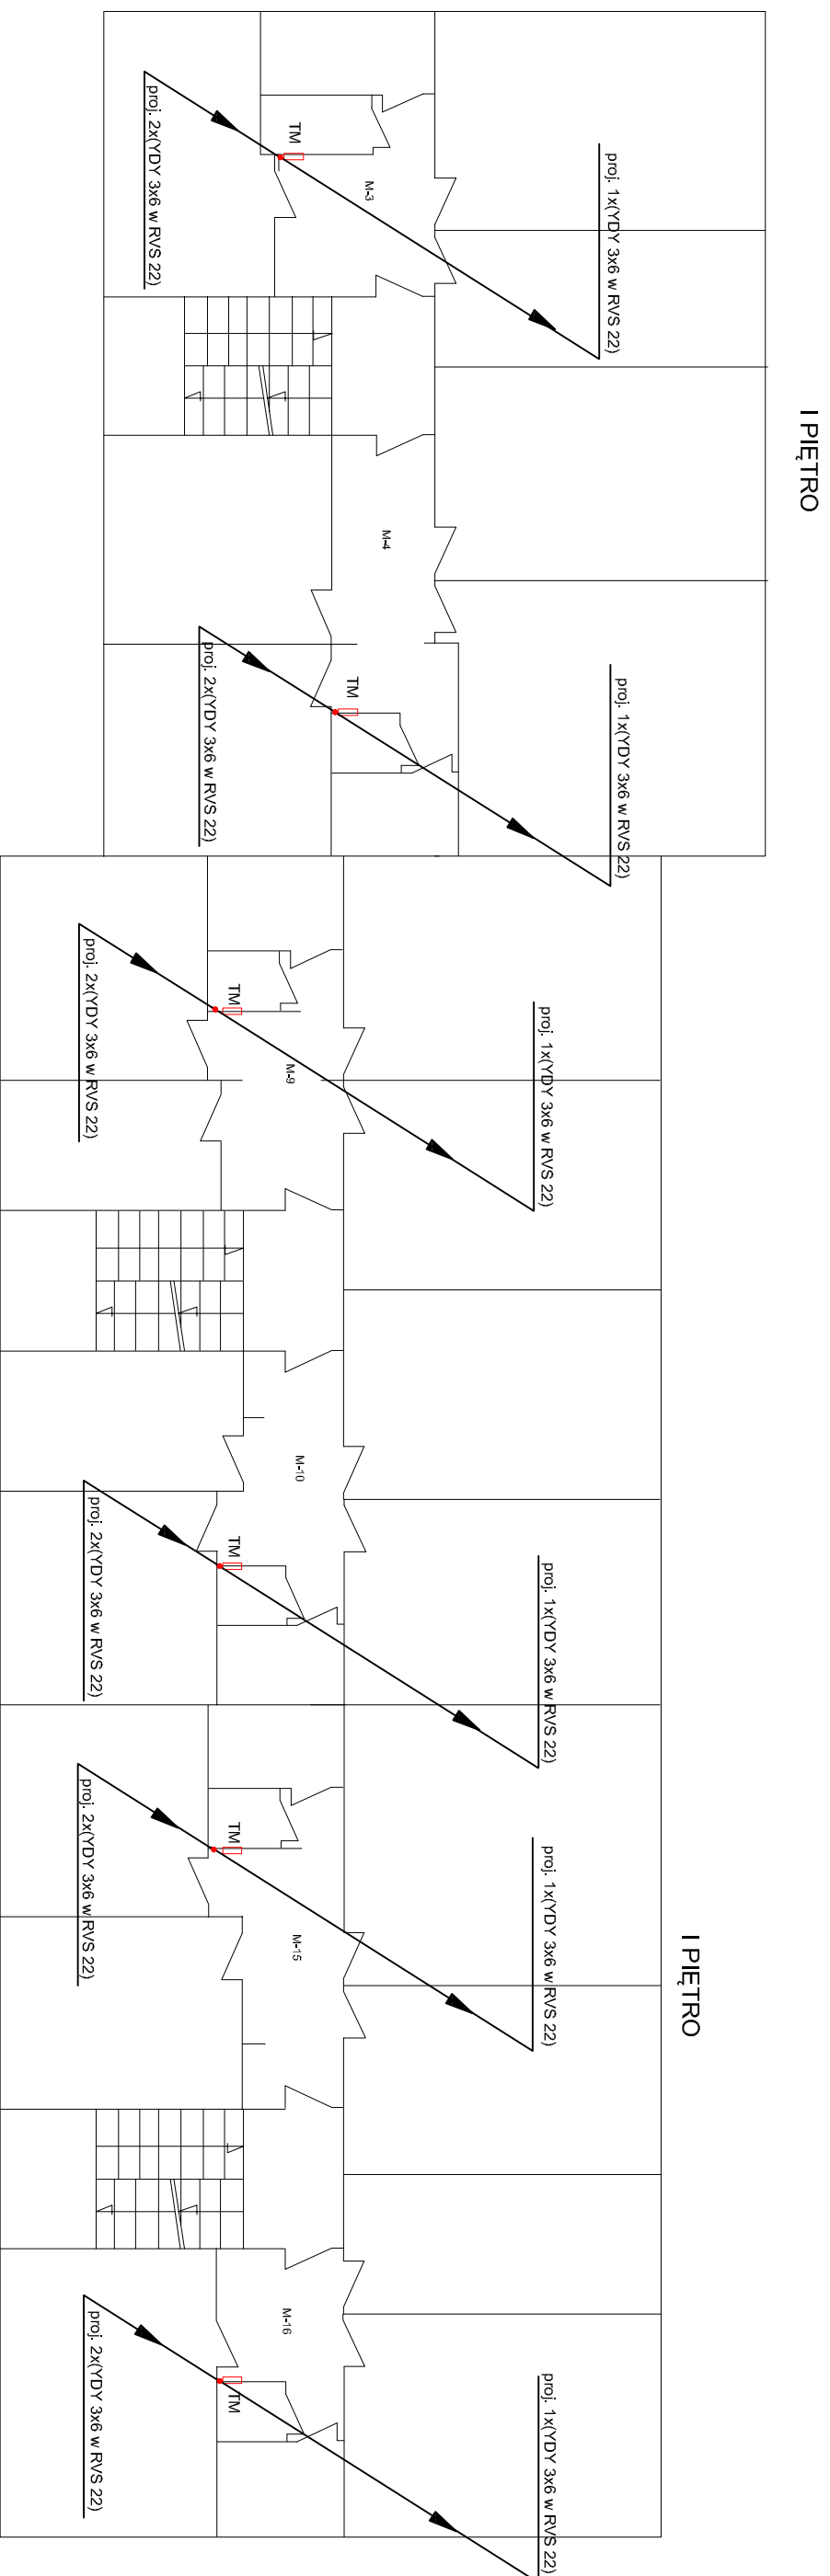 I PIĘTRO
proj. 1x(YDY 3x6 w RVS 22)
TM
M-3
proj. 2x(YDY 3x6 w RVS 22)
M-4
proj. 1x(YDY 3x6 w RVS 22)
TM
proj. 2x(YDY 3x6 w RVS 22)
proj. 1x(YDY 3x6 w RVS 22)
TM
M-9
proj. 2x(YDY 3x6 w RVS 22)
M-10
proj. 1x(YDY 3x6 w RVS 22)
TM
proj. 2x(YDY 3x6 w RVS 22)
I PIĘTRO
proj. 1x(YDY 3x6 w RVS 22)
TM
M-15
proj. 2x(YDY 3x6 w RVS 22)
M-16
proj. 1x(YDY 3x6 w RVS 22)
TM
proj. 2x(YDY 3x6 w RVS 22)